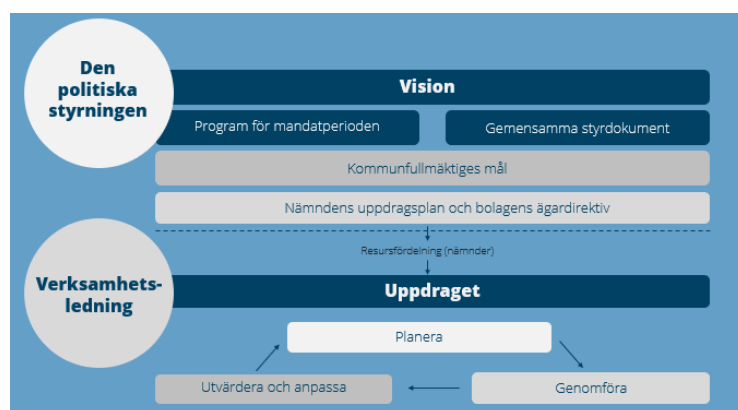 Den
politiska
styrningen
Vision
Program för mandatperioden
Gemensamma styrdokument
Kommunfullmäktiges mål
Nämndens uppdragsplan och bolagens ägardirektiv
Resursfördelning (nämnder)
Verksamhets-
ledning
Uppdraget
Planera
Utvärdera och anpassa
Genomföra